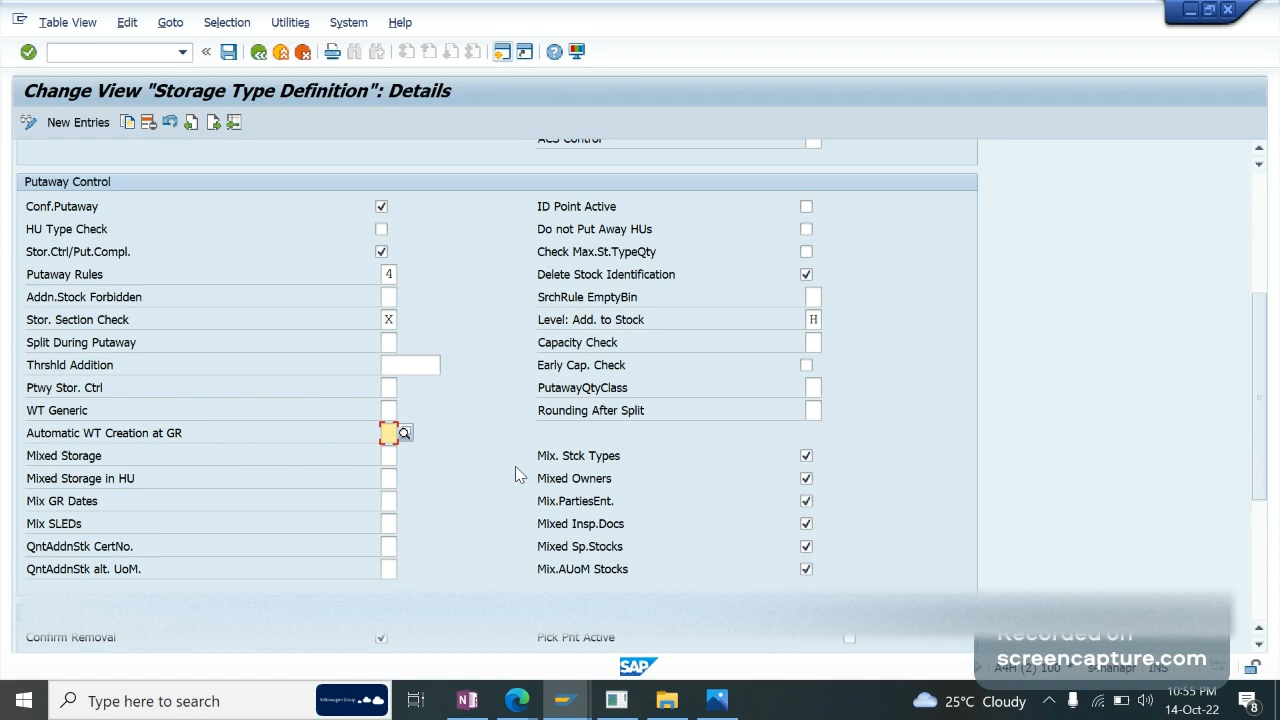 Table View Edit Goto Selection Utilities System Help
Change View "Storage Type Definition": Details
New Entries
ACS Control
Putaway Control
Conf.Putaway ID Point Active
HU Type Check Do not Put Away HUs
Stor.Ctrl/Put.Compl. Check Max.St.TypeQty
Putaway Rules 4 Delete Stock Identification
Addn.Stock Forbidden SrchRule EmptyBin
Stor. Section Check X Level: Add. to Stock H
Split During Putaway Capacity Check
Thrshld Addition Early Cap. Check
Ptwy Stor. Ctrl PutawayQtyClass
WT Generic Rounding After Split
Automatic WT Creation at GR
Mixed Storage Mix. Stck Types
Mixed Storage in HU Mixed Owners
Mix GR Dates Mix.PartiesEnt.
Mix SLEDs Mixed Insp.Docs
QntAddnStk CertNo. Mixed Sp.Stocks
QntAddnStk alt. UoM. Mix.AUoM Stocks
Confirm Removal Pick Pnt Active
Recorded on
screencapture.com
SAP A4H (2) 100 INS
Type here to search 25°C Cloudy 10:55 PM
14-Oct-22 8